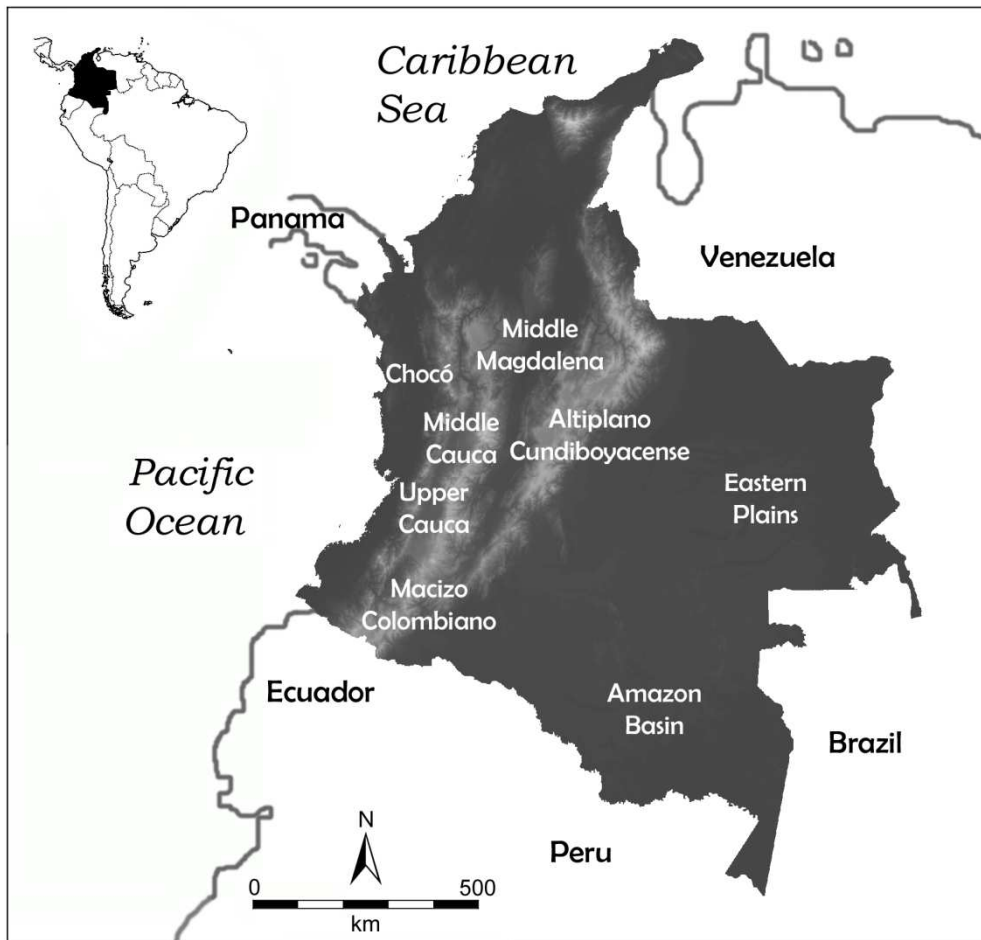 Caribbean
Sea
Panama
Venezuela
Middle
Magdalena
Chocó
Middle
Cauca
Altiplano
Cundiboyacense
Pacific
Ocean
Upper
Cauca
Eastern
Plains
Macizo
Colombiano
Ecuador
Amazon
Basin
Brazil
N
Peru
0 500
km